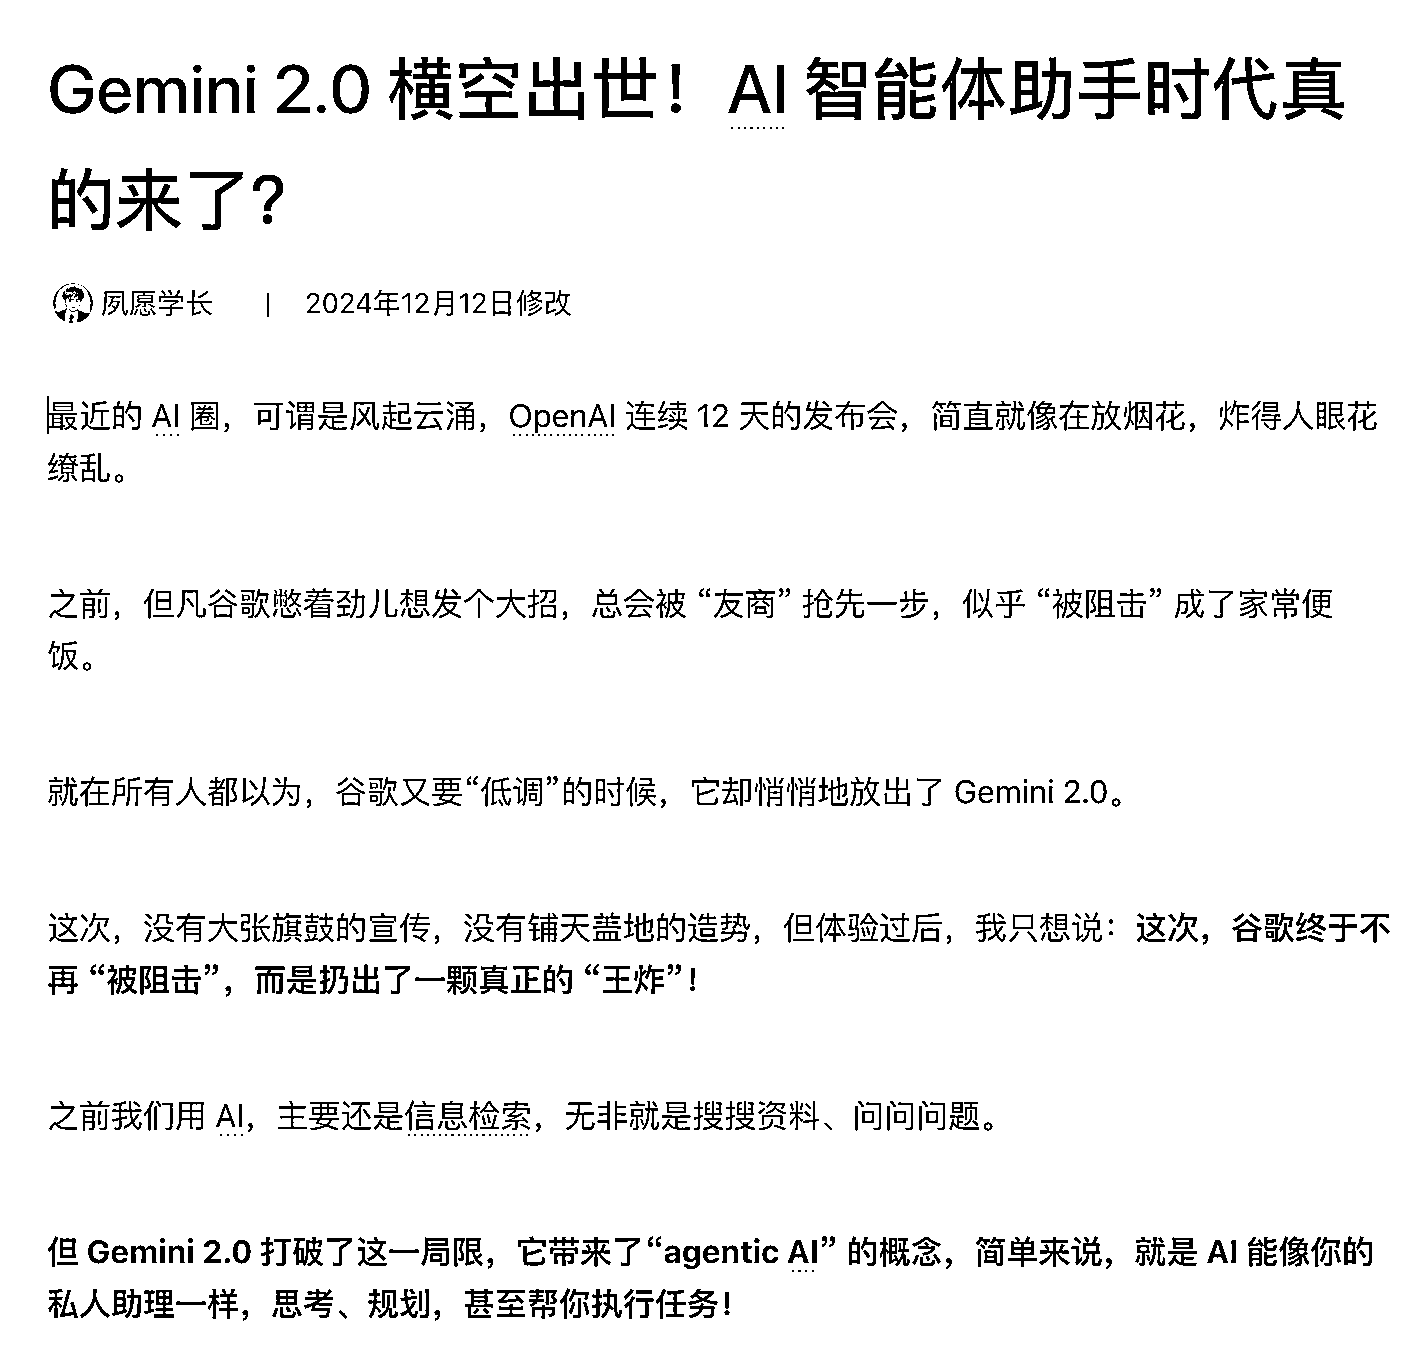 Gemini 2.0 横空出世！AI 智能体助手时代真
的来了？
夙愿学长 | 2024年12月12日修改
最近的 AI 圈，可谓是风起云涌，OpenAI 连续 12 天的发布会，简直就像在放烟花，炸得人眼花
缭乱。
之前，但凡谷歌憋着劲儿想发个大招，总会被 “友商” 抢先一步，似乎 “被阻击” 成了家常便
饭。
就在所有人都以为，谷歌又要“低调”的时候，它却悄悄地放出了 Gemini 2.0。
这次，没有大张旗鼓的宣传，没有铺天盖地的造势，但体验过后，我只想说：这次，谷歌终于不
再 “被阻击”，而是扔出了一颗真正的 “王炸”！
之前我们用 AI，主要还是信息检索，无非就是搜搜资料、问问问题。
但 Gemini 2.0 打破了这一局限，它带来了“agentic AI” 的概念，简单来说，就是 AI 能像你的
私人助理一样，思考、规划，甚至帮你执行任务！